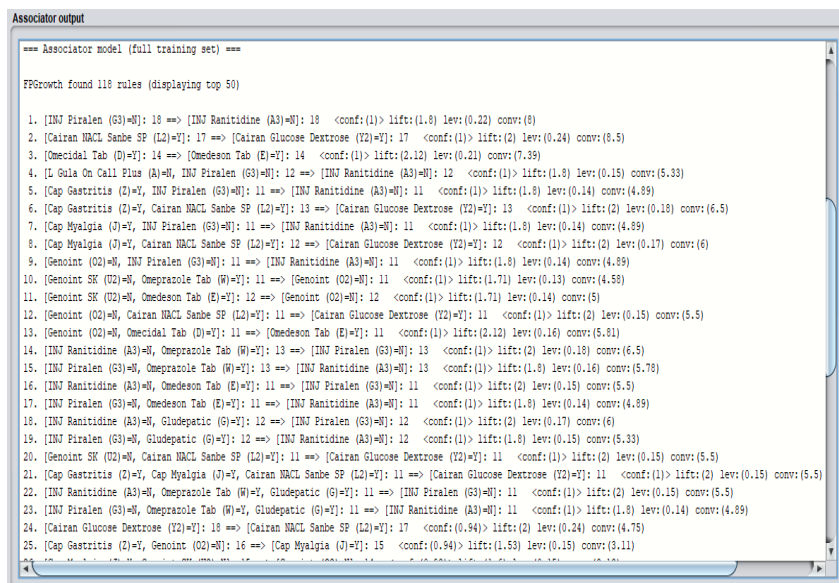 Associator output
=== Associator model (full training set) ===
FPGrowth found 118 rules (displaying top 50)
1. [INJ Piralen (G3)=N]: 18 ==> [INJ Ranitidine (A3)=N]: 18 <conf:(1)> lift:(1.8) lev:(0.22) conv:(8)
2. [Cairan NACL Sanbe SP (L2)=Y]: 17 ==> [Cairan Glucose Dextrose (Y2)=Y]: 17 <conf:(1)> lift:(2) lev:(0.24) conv:(8.5)
3. [Omecidal Tab (D)=Y]: 14 ==> [Omedeson Tab (E)=Y]: 14 <conf:(1)> lift:(2.12) lev:(0.21) conv:(7.39)
4. [L Gula On Call Plus (A)=N, INJ Piralen (G3)=N]: 12 ==> [INJ Ranitidine (A3)=N]: 12 <conf:(1)> lift:(1.8) lev:(0.15) conv:(5.33)
5. [Cap Gastritis (Z)=Y, INJ Piralen (G3)=N]: 11 ==> [INJ Ranitidine (A3)=N]: 11 <conf:(1)> lift:(1.8) lev:(0.14) conv:(4.89)
6. [Cap Gastritis (Z)=Y, Cairan NACL Sanbe SP (L2)=Y]: 13 ==> [Cairan Glucose Dextrose (Y2)=Y]: 13 <conf:(1)> lift:(2) lev:(0.18) conv:(6.5)
7. [Cap Myalgia (J)=Y, INJ Piralen (G3)=N]: 11 ==> [INJ Ranitidine (A3)=N]: 11 <conf:(1)> lift:(1.8) lev:(0.14) conv:(4.89)
8. [Cap Myalgia (J)=Y, Cairan NACL Sanbe SP (L2)=Y]: 12 ==> [Cairan Glucose Dextrose (Y2)=Y]: 12 <conf:(1)> lift:(2) lev:(0.17) conv:(6)
9. [Genoint (O2)=N, INJ Piralen (G3)=N]: 11 ==> [INJ Ranitidine (A3)=N]: 11 <conf:(1)> lift:(1.8) lev:(0.14) conv:(4.89)
10. [Genoint SK (U2)=N, Omeprazole Tab (W)=Y]: 11 ==> [Genoint (O2)=N]: 11 <conf:(1)> lift:(1.71) lev:(0.13) conv:(4.58)
11. [Genoint SK (U2)=N, Omedeson Tab (E)=Y]: 12 ==> [Genoint (O2)=N]: 12 <conf:(1)> lift:(1.71) lev:(0.14) conv:(5)
12. [Genoint (O2)=N, Cairan NACL Sanbe SP (L2)=Y]: 11 ==> [Cairan Glucose Dextrose (Y2)=Y]: 11 <conf:(1)> lift:(2) lev:(0.15) conv:(5.5)
13. [Genoint (O2)=N, Omecidal Tab (D)=Y]: 11 ==> [Omedeson Tab (E)=Y]: 11 <conf:(1)> lift:(2.12) lev:(0.16) conv:(5.81)
14. [INJ Ranitidine (A3)=N, Omeprazole Tab (W)=Y]: 13 ==> [INJ Piralen (G3)=N]: 13 <conf:(1)> lift:(2) lev:(0.18) conv:(6.5)
15. [INJ Piralen (G3)=N, Omeprazole Tab (W)=Y]: 13 ==> [INJ Ranitidine (A3)=N]: 13 <conf:(1)> lift:(1.8) lev:(0.16) conv:(5.78)
16. [INJ Ranitidine (A3)=N, Omedeson Tab (E)=Y]: 11 ==> [INJ Piralen (G3)=N]: 11 <conf:(1)> lift:(2) lev:(0.15) conv:(5.5)
17. [INJ Piralen (G3)=N, Omedeson Tab (E)=Y]: 11 ==> [INJ Ranitidine (A3)=N]: 11 <conf:(1)> lift:(1.8) lev:(0.14) conv:(4.89)
18. [INJ Ranitidine (A3)=N, Gludepatic (G)=Y]: 12 ==> [INJ Piralen (G3)=N]: 12 <conf:(1)> lift:(2) lev:(0.17) conv:(6)
19. [INJ Piralen (G3)=N, Gludepatic (G)=Y]: 12 ==> [INJ Ranitidine (A3)=N]: 12 <conf:(1)> lift:(1.8) lev:(0.15) conv:(5.33)
20. [Genoint SK (U2)=N, Cairan NACL Sanbe SP (L2)=Y]: 11 ==> [Cairan Glucose Dextrose (Y2)=Y]: 11 <conf:(1)> lift:(2) lev:(0.15) conv:(5.5)
21. [Cap Gastritis (Z)=Y, Cap Myalgia (J)=Y, Cairan NACL Sanbe SP (L2)=Y]: 11 ==> [Cairan Glucose Dextrose (Y2)=Y]: 11 <conf:(1)> lift:(2) lev:(0.15) conv:(5.5)
22. [INJ Ranitidine (A3)=N, Omeprazole Tab (W)=Y, Gludepatic (G)=Y]: 11 ==> [INJ Piralen (G3)=N]: 11 <conf:(1)> lift:(2) lev:(0.15) conv:(5.5)
23. [INJ Piralen (G3)=N, Omeprazole Tab (W)=Y, Gludepatic (G)=Y]: 11 ==> [INJ Ranitidine (A3)=N]: 11 <conf:(1)> lift:(1.8) lev:(0.14) conv:(4.89)
24. [Cairan Glucose Dextrose (Y2)=Y]: 18 ==> [Cairan NACL Sanbe SP (L2)=Y]: 17 <conf:(0.94)> lift:(2) lev:(0.24) conv:(4.75)
25. [Cap Gastritis (Z)=Y, Genoint (O2)=N]: 16 ==> [Cap Myalgia (J)=Y]: 15 <conf:(0.94)> lift:(1.53) lev:(0.15) conv:(3.11)